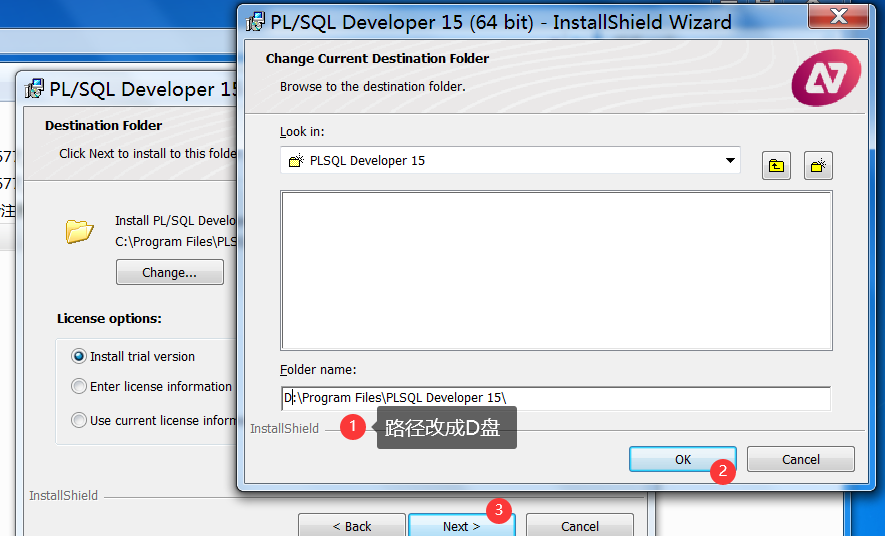 PL/SQL Developer 15 (64 bit) - InstallShield Wizard
Change Current Destination Folder
Browse to the destination folder.
Look in:
PLSQL Developer 15
Folder name:
D:\Program Files\PLSQL Developer 15\
InstallShield
1
路径改成D盘
OK
2
Cancel
PL/SQL Developer 15
Destination Folder
Click Next to install to this folde
Install PL/SQL Develo
C:\Program Files\PLS
Change...
License options:
Install trial version
Enter license information
Use current license inforn
InstallShield
3
< Back
Next >
Cancel
577
577
注